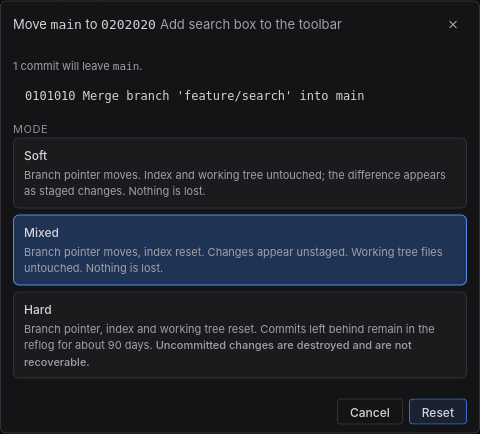 Move main to 0202020 Add search box to the toolbar
1 commit will leave main.
0101010 Merge branch 'feature/search' into main
MODE
Soft
Branch pointer moves. Index and working tree untouched; the difference appears
as staged changes. Nothing is lost.
Mixed
Branch pointer moves, index reset. Changes appear unstaged. Working tree files
untouched. Nothing is lost.
Hard
Branch pointer, index and working tree reset. Commits left behind remain in the
reflog for about 90 days. Uncommitted changes are destroyed and are not
recoverable.
Cancel
Reset